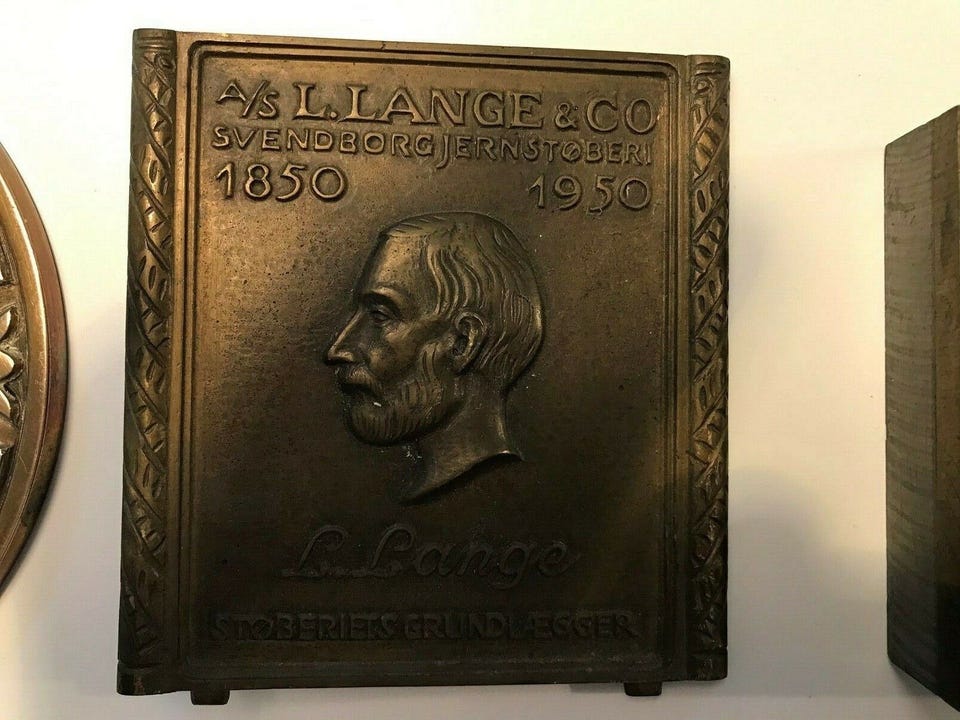 A/S L. LANGE & CO
SVENDBORG JERNSTØBERI
1850 1950
L. Lange
STØBERIETS GRUNDLÆGGER